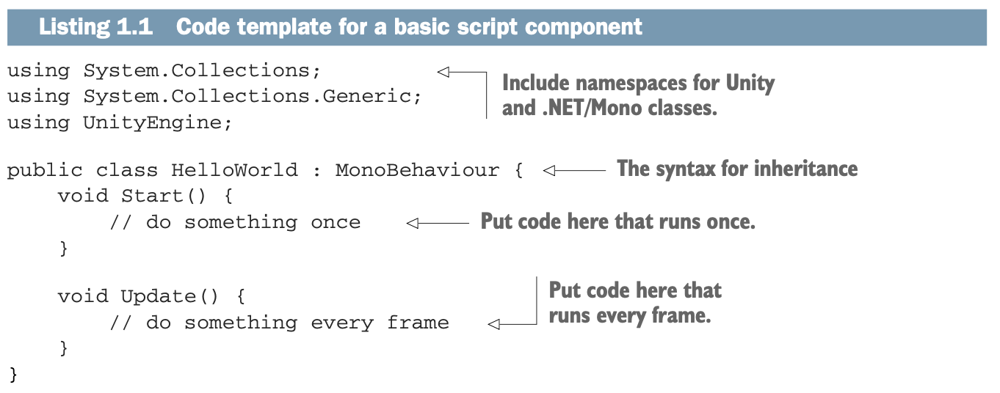 Listing 1.1 Code template for a basic script component
using System.Collections;
using System.Collections.Generic;
using UnityEngine;
Include namespaces for Unity
and .NET/Mono classes.
public class HelloWorld : MonoBehaviour {
The syntax for inheritance
void Start() {
// do something once
Put code here that runs once.
}
void Update() {
// do something every frame
Put code here that
runs every frame.
}
}